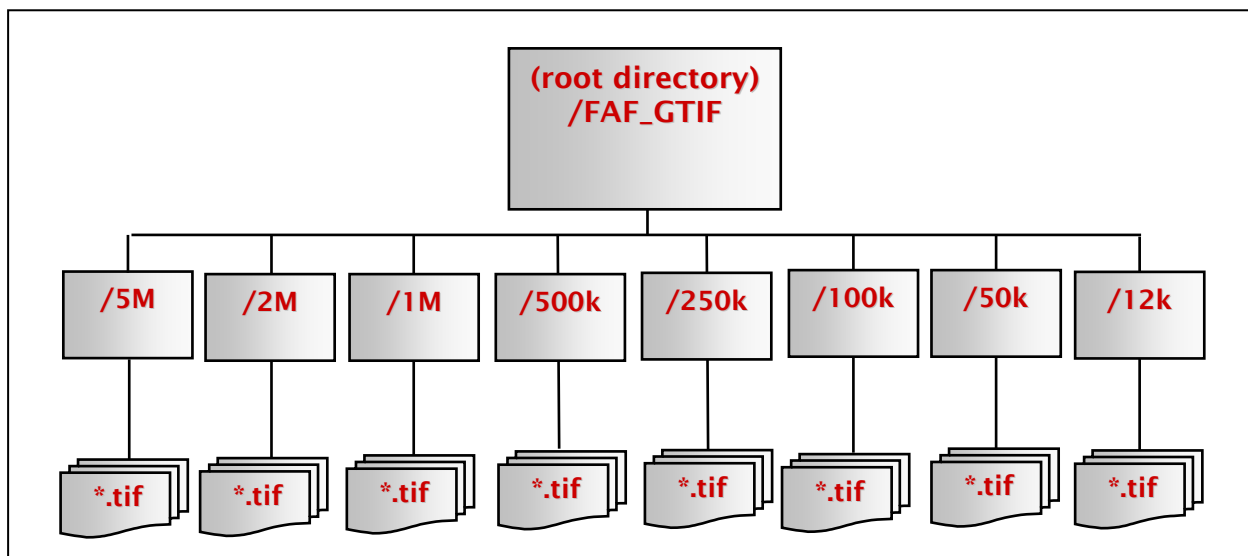 (root directory)
/FAF_GTIF
/5M
/2M
/1M
/500k
/250k
/100k
/50k
/12k
*.tif
*.tif
*.tif
*.tif
*.tif
*.tif
*.tif
*.tif